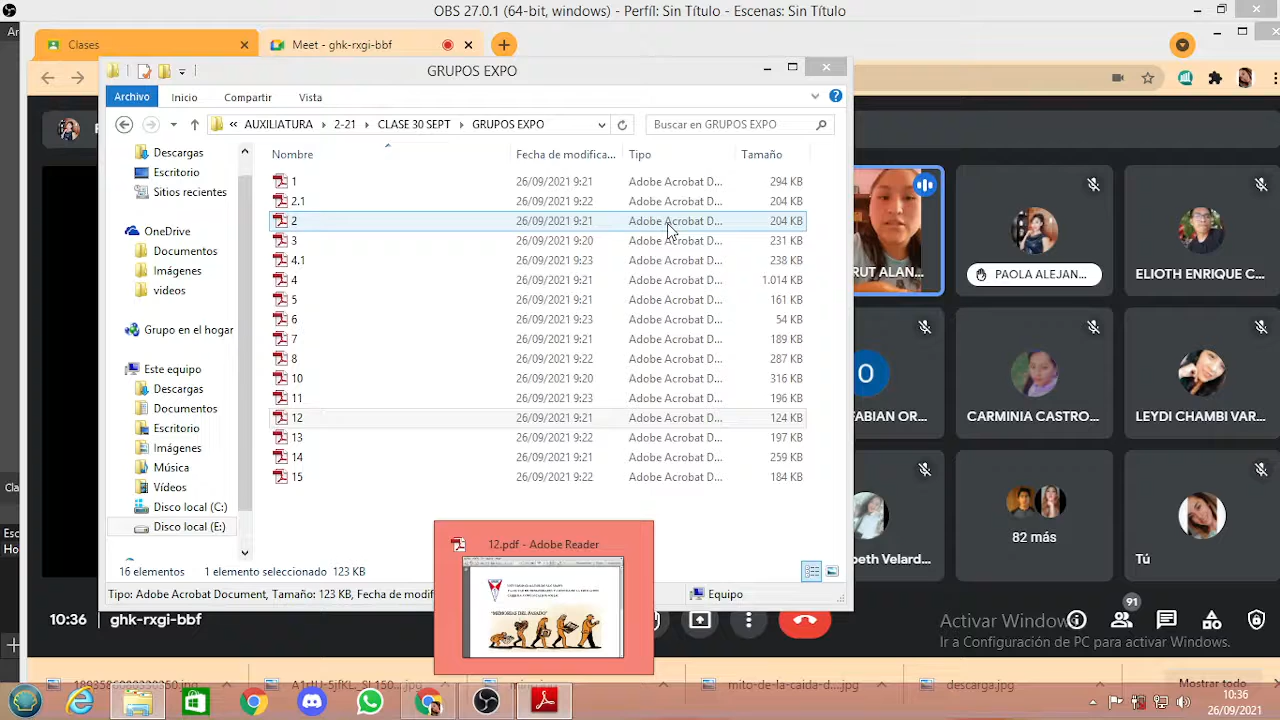 OBS 27.0.1 (64-bit, windows) - Perfíl: Sin Título - Escenas: Sin Título
Clases
Meet - ghk-rxgi-bbf
GRUPOS EXPO
Archivo
Inicio
Compartir
Vista
« AUXILIATURA
2-21
CLASE 30 SEPT
GRUPOS EXPO
Buscar en GRUPOS EXPO
Nombre
Fecha de modifica...
Tipo
Tamaño
1 26/09/2021 9:21 Adobe Acrobat D... 294 KB
2.1 26/09/2021 9:22 Adobe Acrobat D... 204 KB
2 26/09/2021 9:21 Adobe Acrobat D... 204 KB
3 26/09/2021 9:20 Adobe Acrobat D... 231 KB
4.1 26/09/2021 9:23 Adobe Acrobat D... 238 KB
4 26/09/2021 9:21 Adobe Acrobat D... 1.014 KB
5 26/09/2021 9:21 Adobe Acrobat D... 161 KB
6 26/09/2021 9:23 Adobe Acrobat D... 54 KB
7 26/09/2021 9:21 Adobe Acrobat D... 189 KB
8 26/09/2021 9:22 Adobe Acrobat D... 287 KB
10 26/09/2021 9:20 Adobe Acrobat D... 316 KB
11 26/09/2021 9:23 Adobe Acrobat D... 196 KB
12 26/09/2021 9:21 Adobe Acrobat D... 124 KB
13 26/09/2021 9:22 Adobe Acrobat D... 197 KB
14 26/09/2021 9:21 Adobe Acrobat D... 259 KB
15 26/09/2021 9:22 Adobe Acrobat D... 184 KB
Descargas
Escritorio
Sitios recientes
OneDrive
Documentos
Imágenes
videos
Grupo en el hogar
Este equipo
Descargas
Documentos
Escritorio
Imágenes
Música
Vídeos
Disco local (C:)
Disco local (E:)
16 elementos
1 elemento seleccionado 123 KB
Tipo: Adobe Acrobat Document, Tamaño: 123 KB, Fecha de modif
Equipo
RUT ALAN...
PAOLA ALEJAN...
ELIOTH ENRIQUE C...
O
FABIAN OR...
CARMINIA CASTRO...
LEYDI CHAMBI VAR...
beth Velard...
82 más
Tú
12.pdf - Adobe Reader
"MEMORIAS DEL PASADO"
10:36
ghk-rxgi-bbf
91
Activar Windows
Ir a Configuración de PC para activar Windows.
mito-de-la-caida-d....jpg
descarga.jpg
Mostrar todo
10:36
26/09/2021